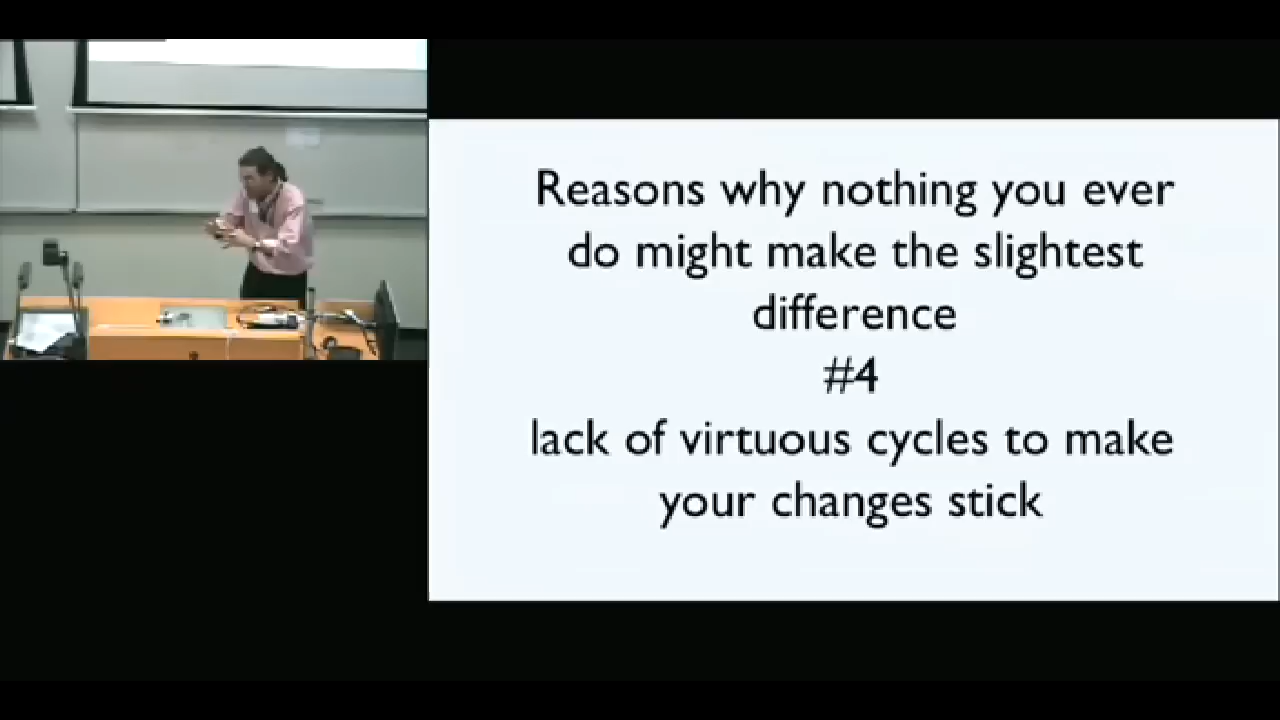 Reasons why nothing you ever
do might make the slightest
difference
#4
lack of virtuous cycles to make
your changes stick